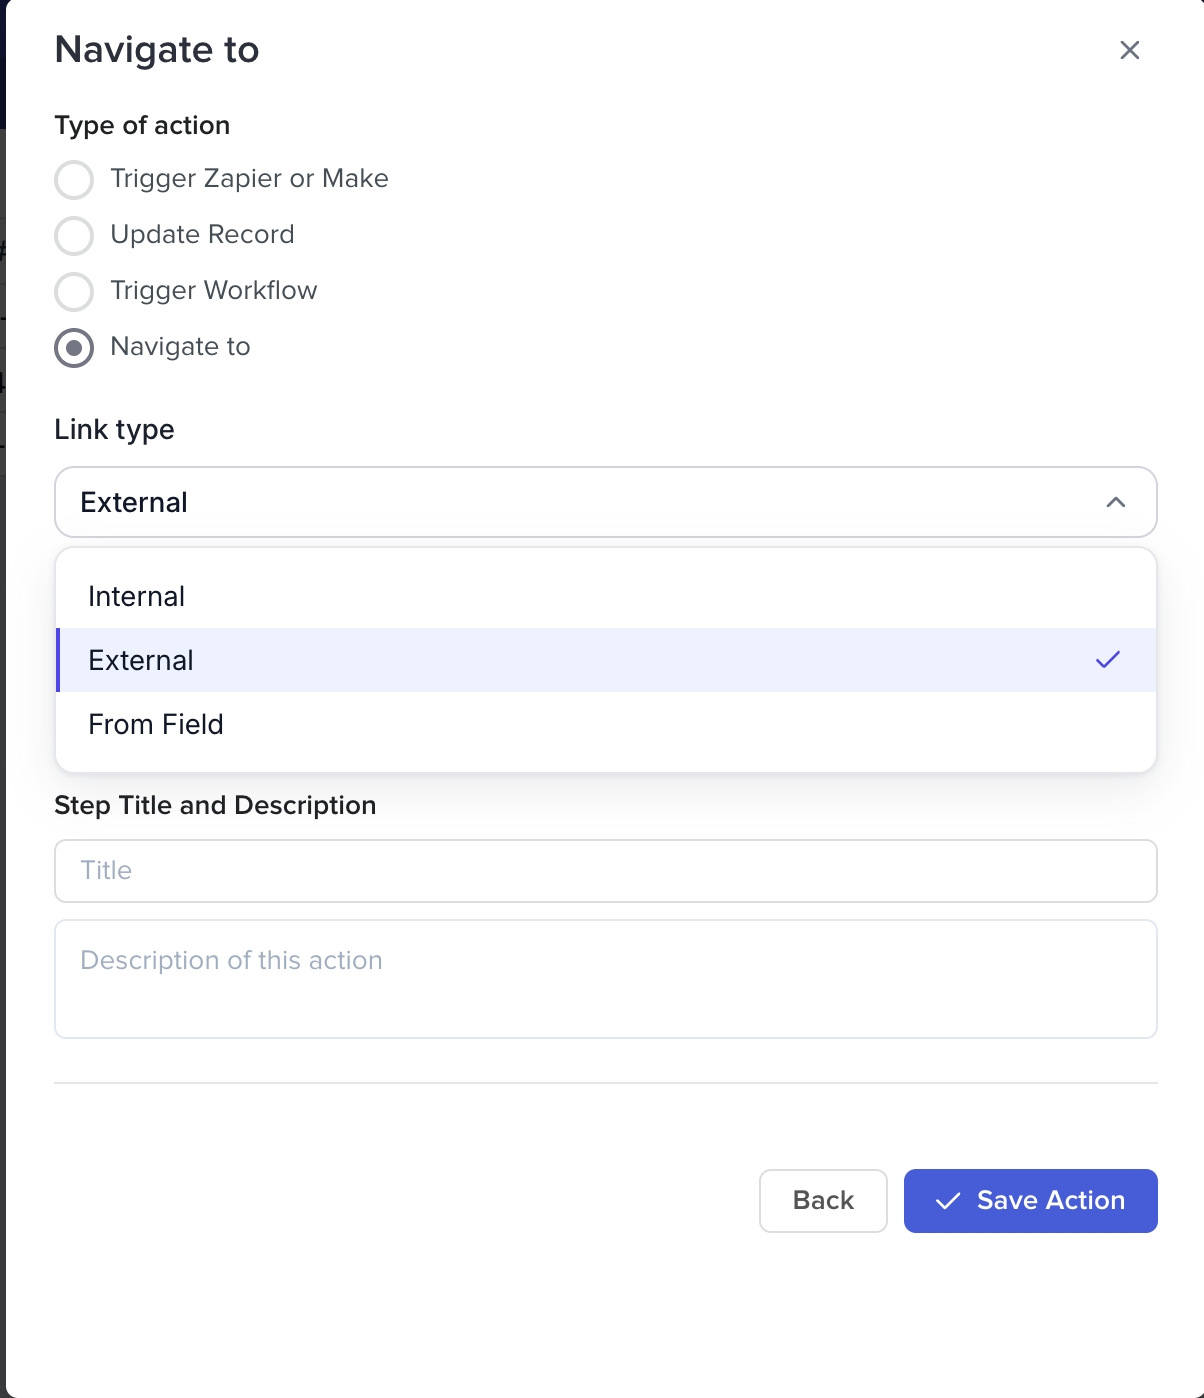 Navigate to
Type of action
Trigger Zapier or Make
Update Record
Trigger Workflow
Navigate to
Link type
External
Internal
External
From Field
Step Title and Description
Title
Description of this action
Back
Save Action